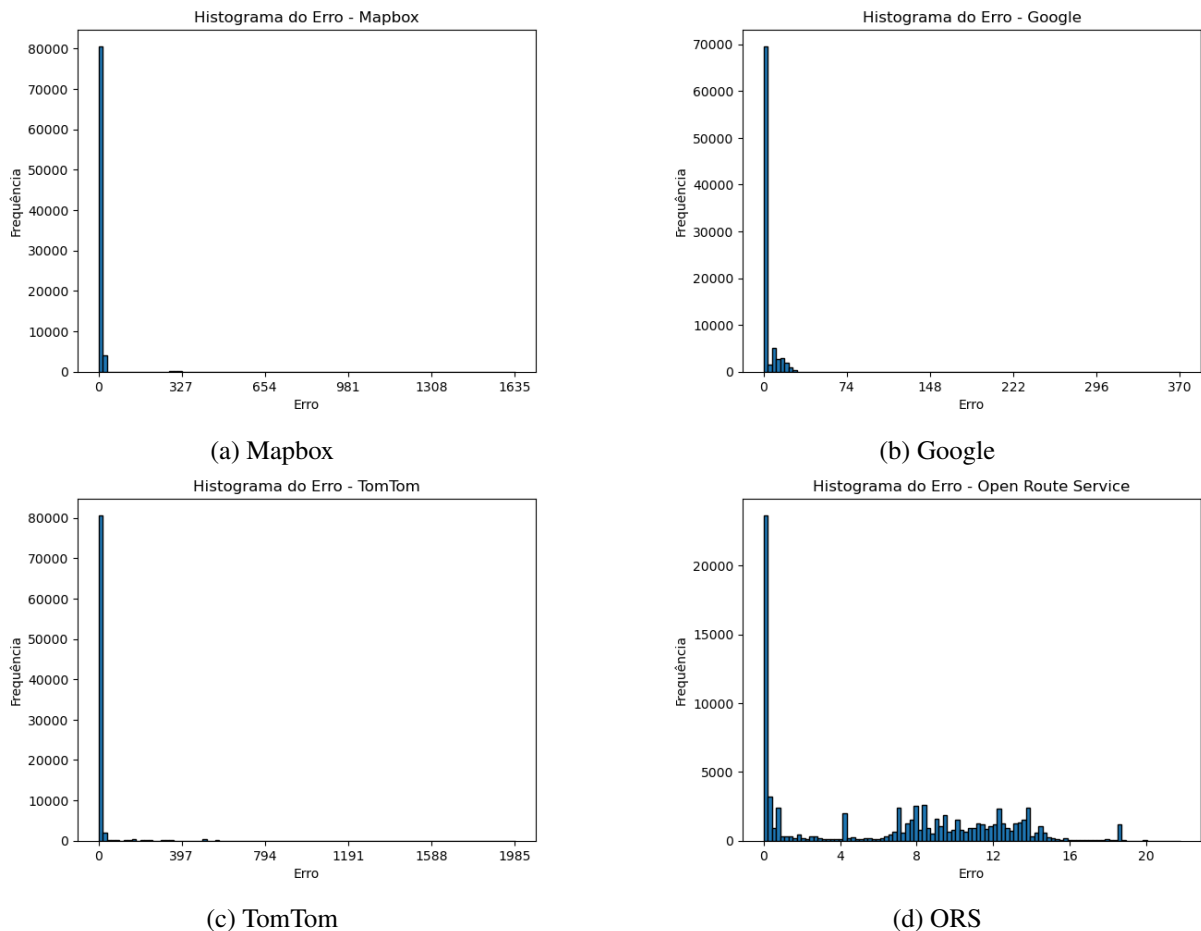 Histograma do Erro - Mapbox
80000
70000
60000
50000
40000
30000
20000
10000
0
Frequência
0 327 654 981 1308 1635
Erro
(a) Mapbox
Histograma do Erro - Google
70000
60000
50000
40000
30000
20000
10000
0
Frequência
0 74 148 222 296 370
Erro
(b) Google
Histograma do Erro - TomTom
80000
70000
60000
50000
40000
30000
20000
10000
0
Frequência
0 397 794 1191 1588 1985
Erro
(c) TomTom
Histograma do Erro - Open Route Service
20000
15000
10000
5000
0
Frequência
0 4 8 12 16 20
Erro
(d) ORS